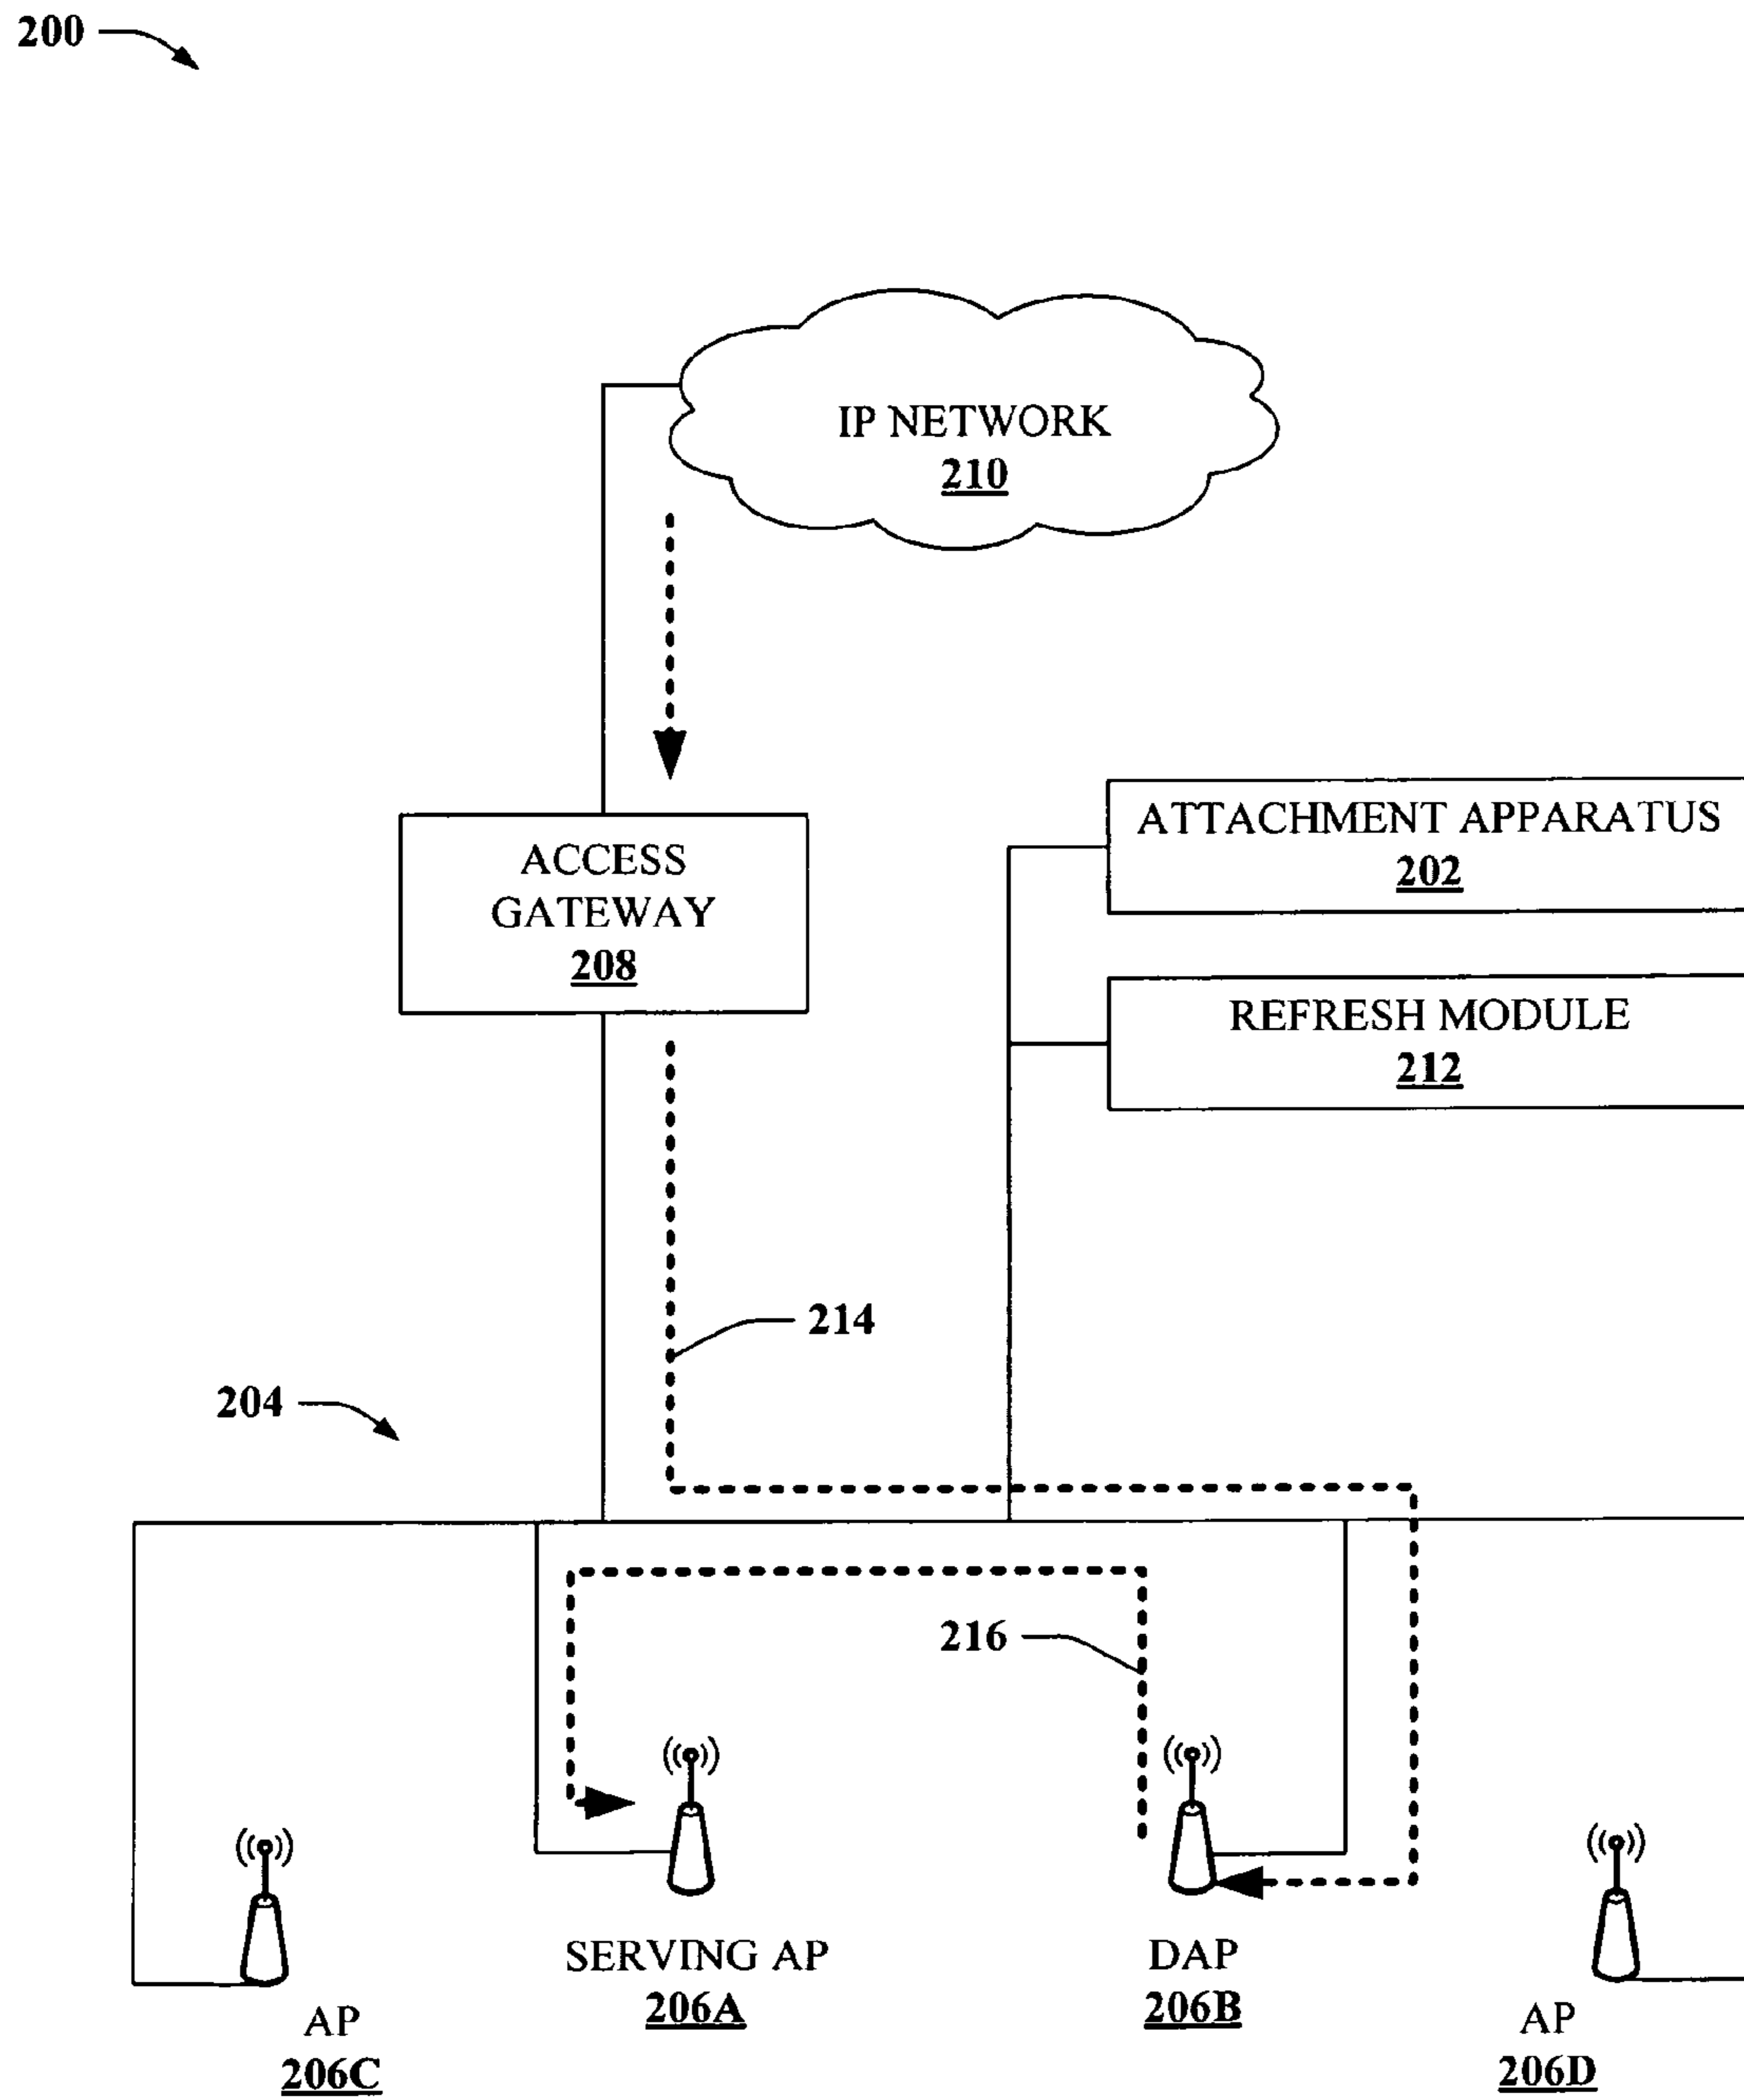 200
IP NETWORK
210
ATTACHMENT APPARATUS
202
ACCESS
GATEWAY
208
REFRESH MODULE
212
214
204
216
SERVING AP
206A
DAP
206B
AP
206C
AP
206D